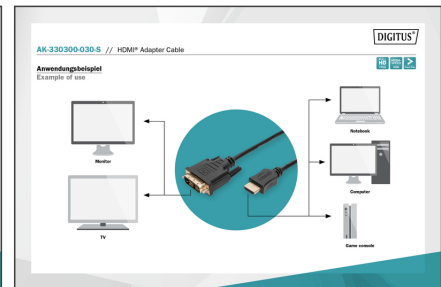 DIGITUS®
AK-330300-030-S // HDMI® Adapter Cable
Anwendungsbeispiel
Example of use
Monitor
TV
Notebook
Computer
Game console